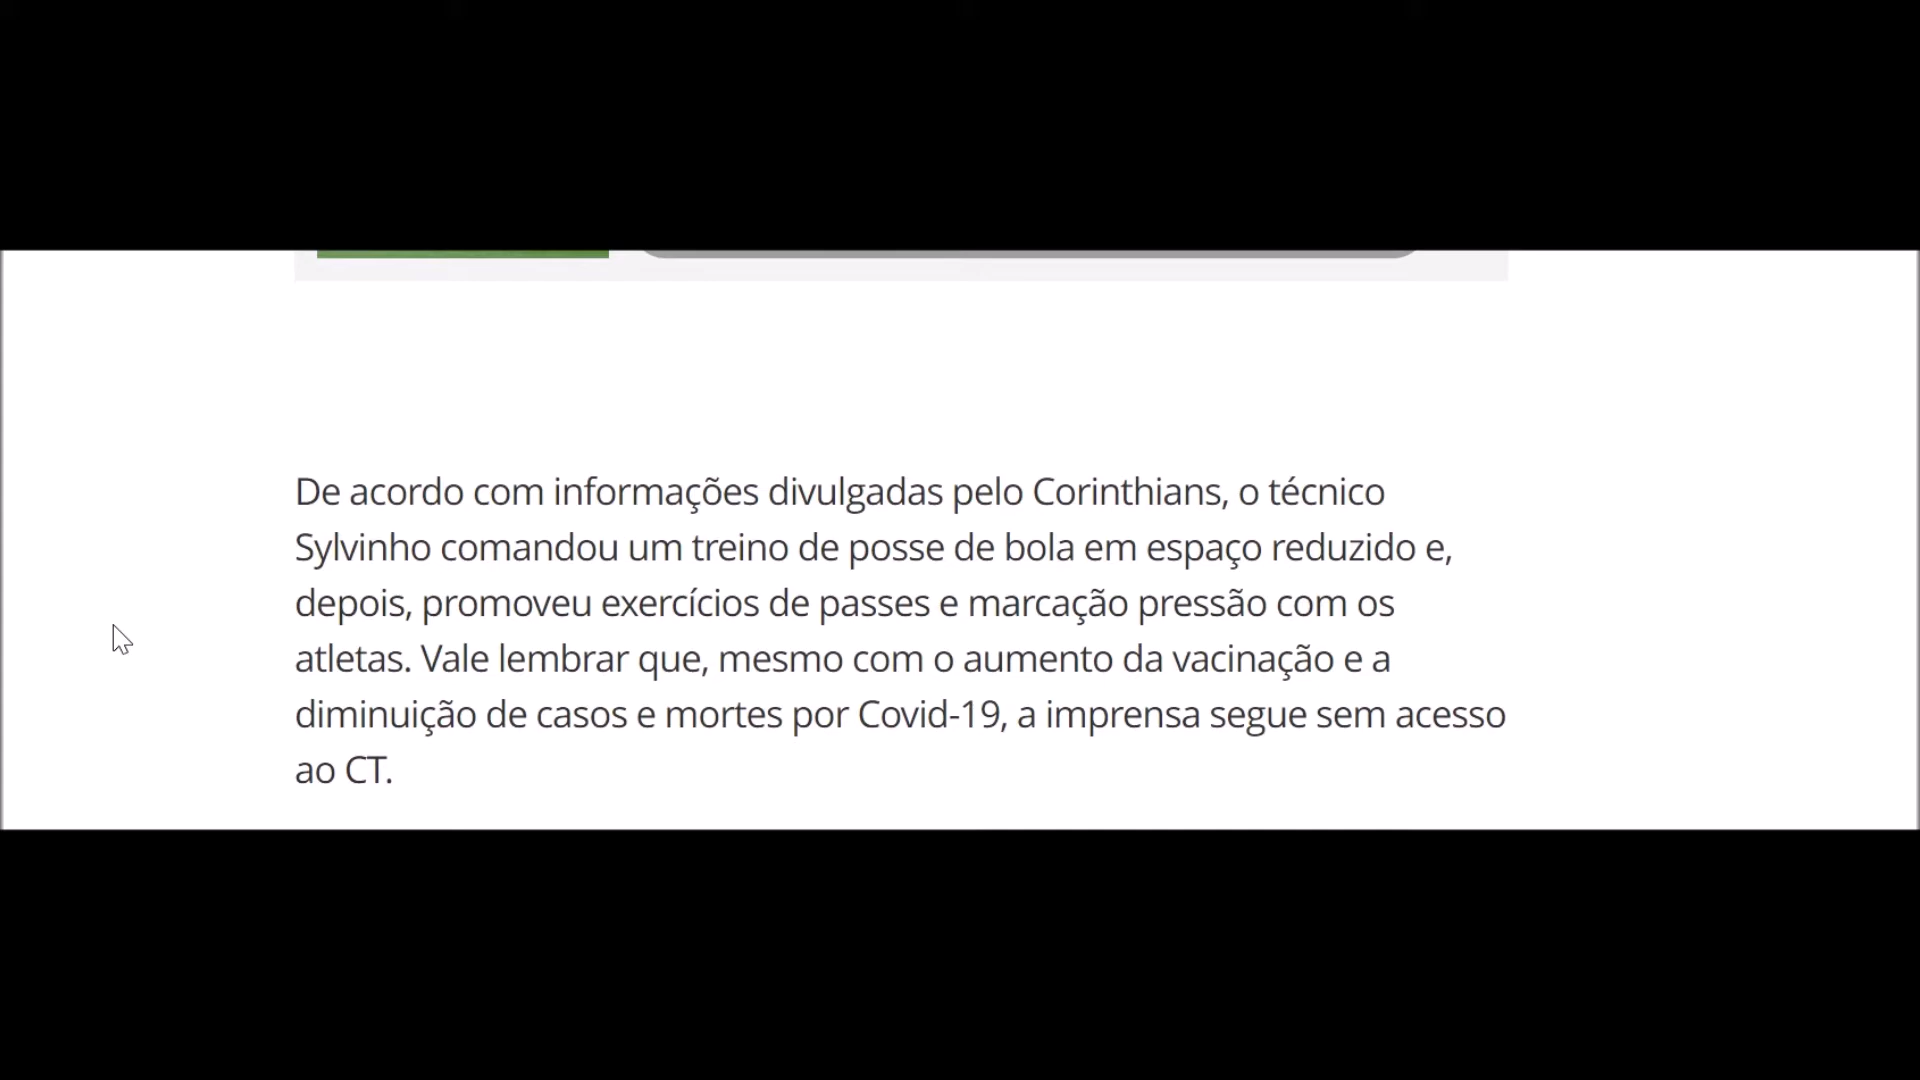 De acordo com informações divulgadas pelo Corinthians, o técnico
Sylvinho comandou um treino de posse de bola em espaço reduzido e,
depois, promoveu exercícios de passes e marcação pressão com os
atletas. Vale lembrar que, mesmo com o aumento da vacinação e a
diminuição de casos e mortes por Covid-19, a imprensa segue sem acesso
ao CT.